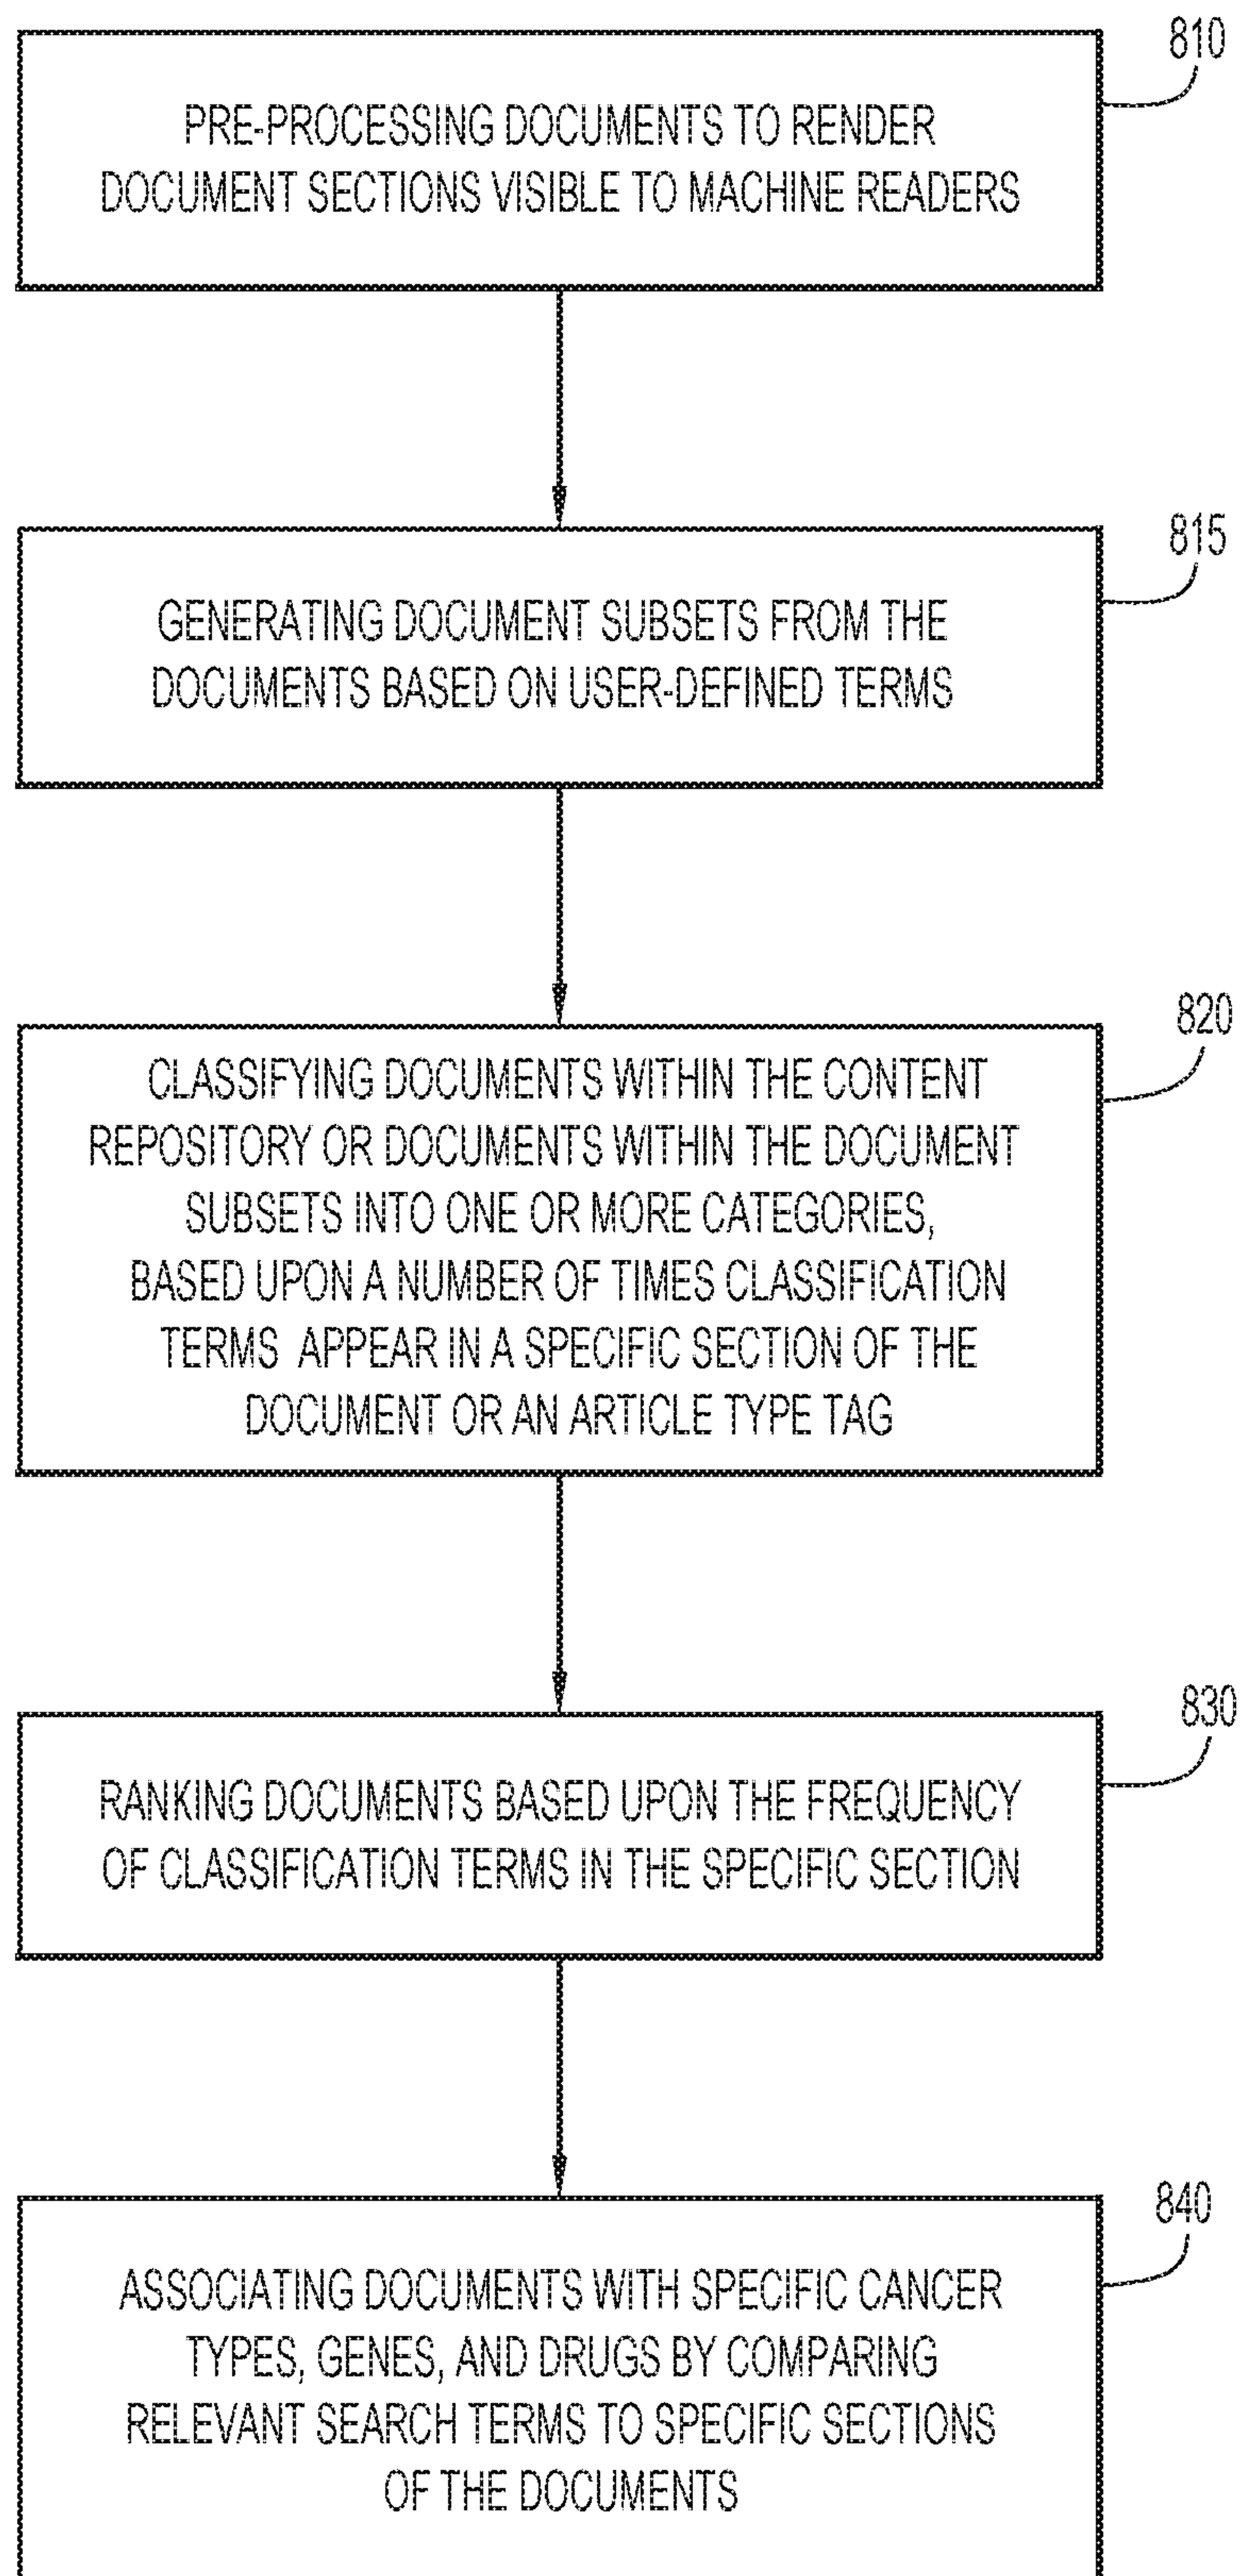 810
PRE-PROCESSING DOCUMENTS TO RENDER
DOCUMENT SECTIONS VISIBLE TO MACHINE READERS
815
GENERATING DOCUMENT SUBSETS FROM THE
DOCUMENTS BASED ON USER-DEFINED TERMS
820
CLASSIFYING DOCUMENTS WITHIN THE CONTENT
REPOSITORY OR DOCUMENTS WITHIN THE DOCUMENT
SUBSETS INTO ONE OR MORE CATEGORIES,
BASED UPON A NUMBER OF TIMES CLASSIFICATION
TERMS APPEAR IN A SPECIFIC SECTION OF THE
DOCUMENT OR AN ARTICLE TYPE TAG
830
RANKING DOCUMENTS BASED UPON THE FREQUENCY
OF CLASSIFICATION TERMS IN THE SPECIFIC SECTION
840
ASSOCIATING DOCUMENTS WITH SPECIFIC CANCER
TYPES, GENES, AND DRUGS BY COMPARING
RELEVANT SEARCH TERMS TO SPECIFIC SECTIONS
OF THE DOCUMENTS